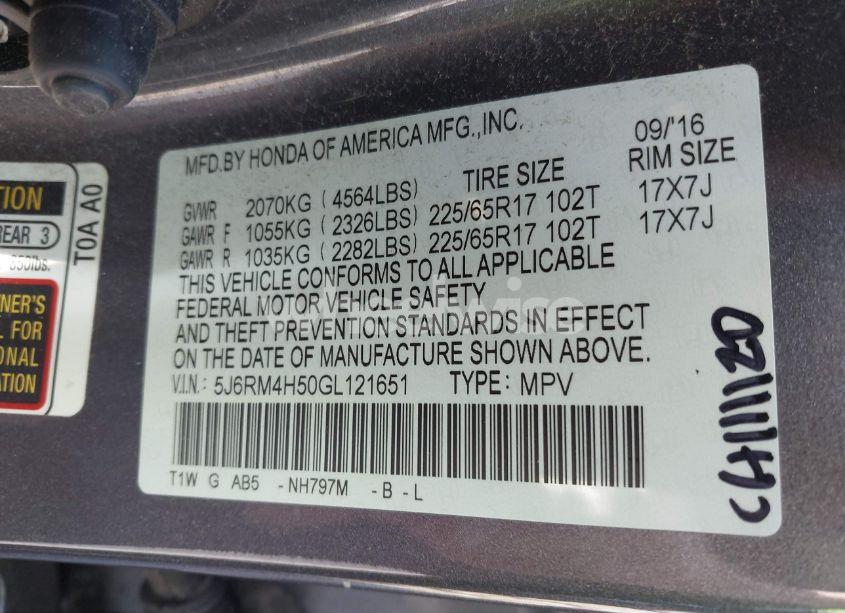 MFD.BY HONDA OF AMERICA MFG.,INC. 09/'16
TIRE SIZE RIM SIZE
GVWR 2070KG ( 4564LBS)
GAWR F 1055KG ( 2326LBS) 225/65R17 102T 17X7J
GAWR R 1035KG ( 2282LBS) 225/65R17 102T 17X7J
THIS VEHICLE CONFORMS TO ALL APPLICABLE
FEDERAL MOTOR VEHICLE SAFETY
AND THEFT PREVENTION STANDARDS IN EFFECT
ON THE DATE OF MANUFACTURE SHOWN ABOVE.
V.I.N.: 5J6RM4H50GL121651 TYPE: MPV
T1W G AB5 -NH797M -B-L
TION
REAR 3
850lbs.
T0A A0
NER'S
L FOR
ONAL
ATION